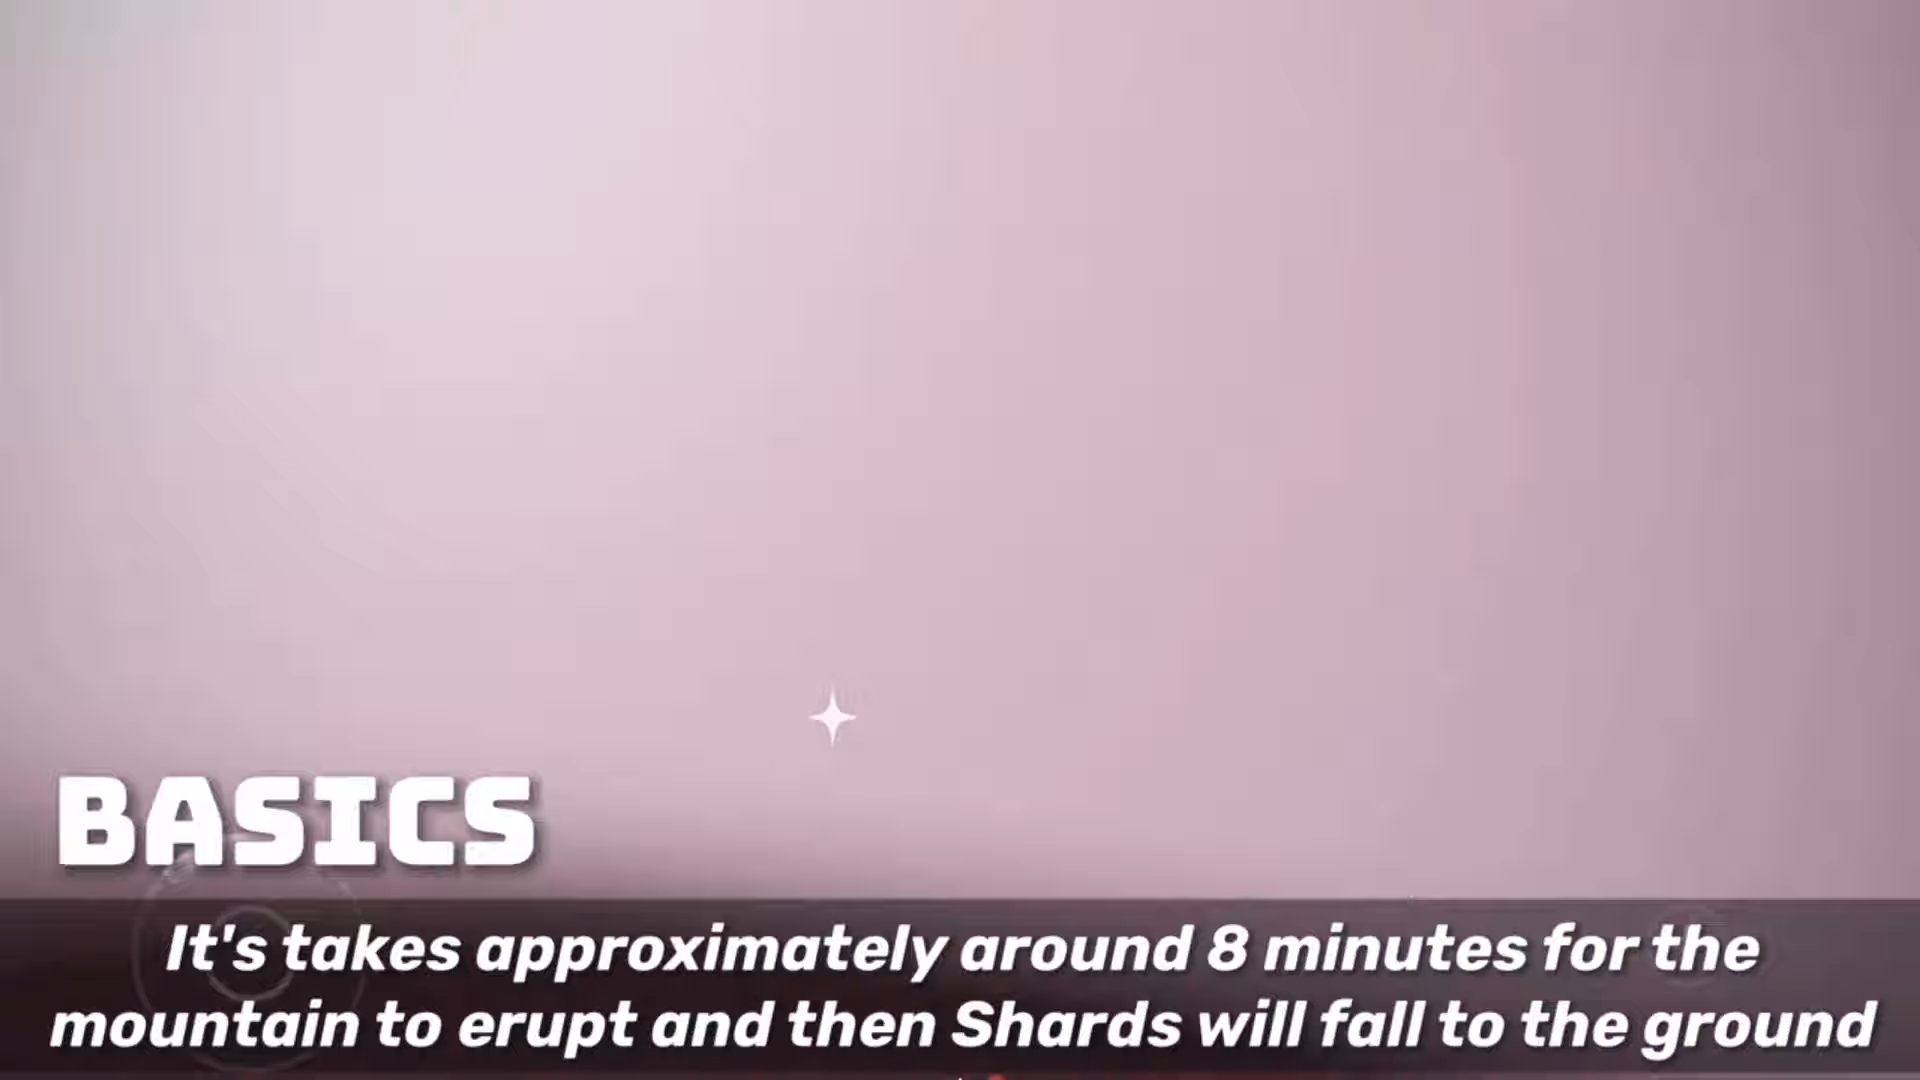 BASICS
It's takes approximately around 8 minutes for the
mountain to erupt and then Shards will fall to the ground